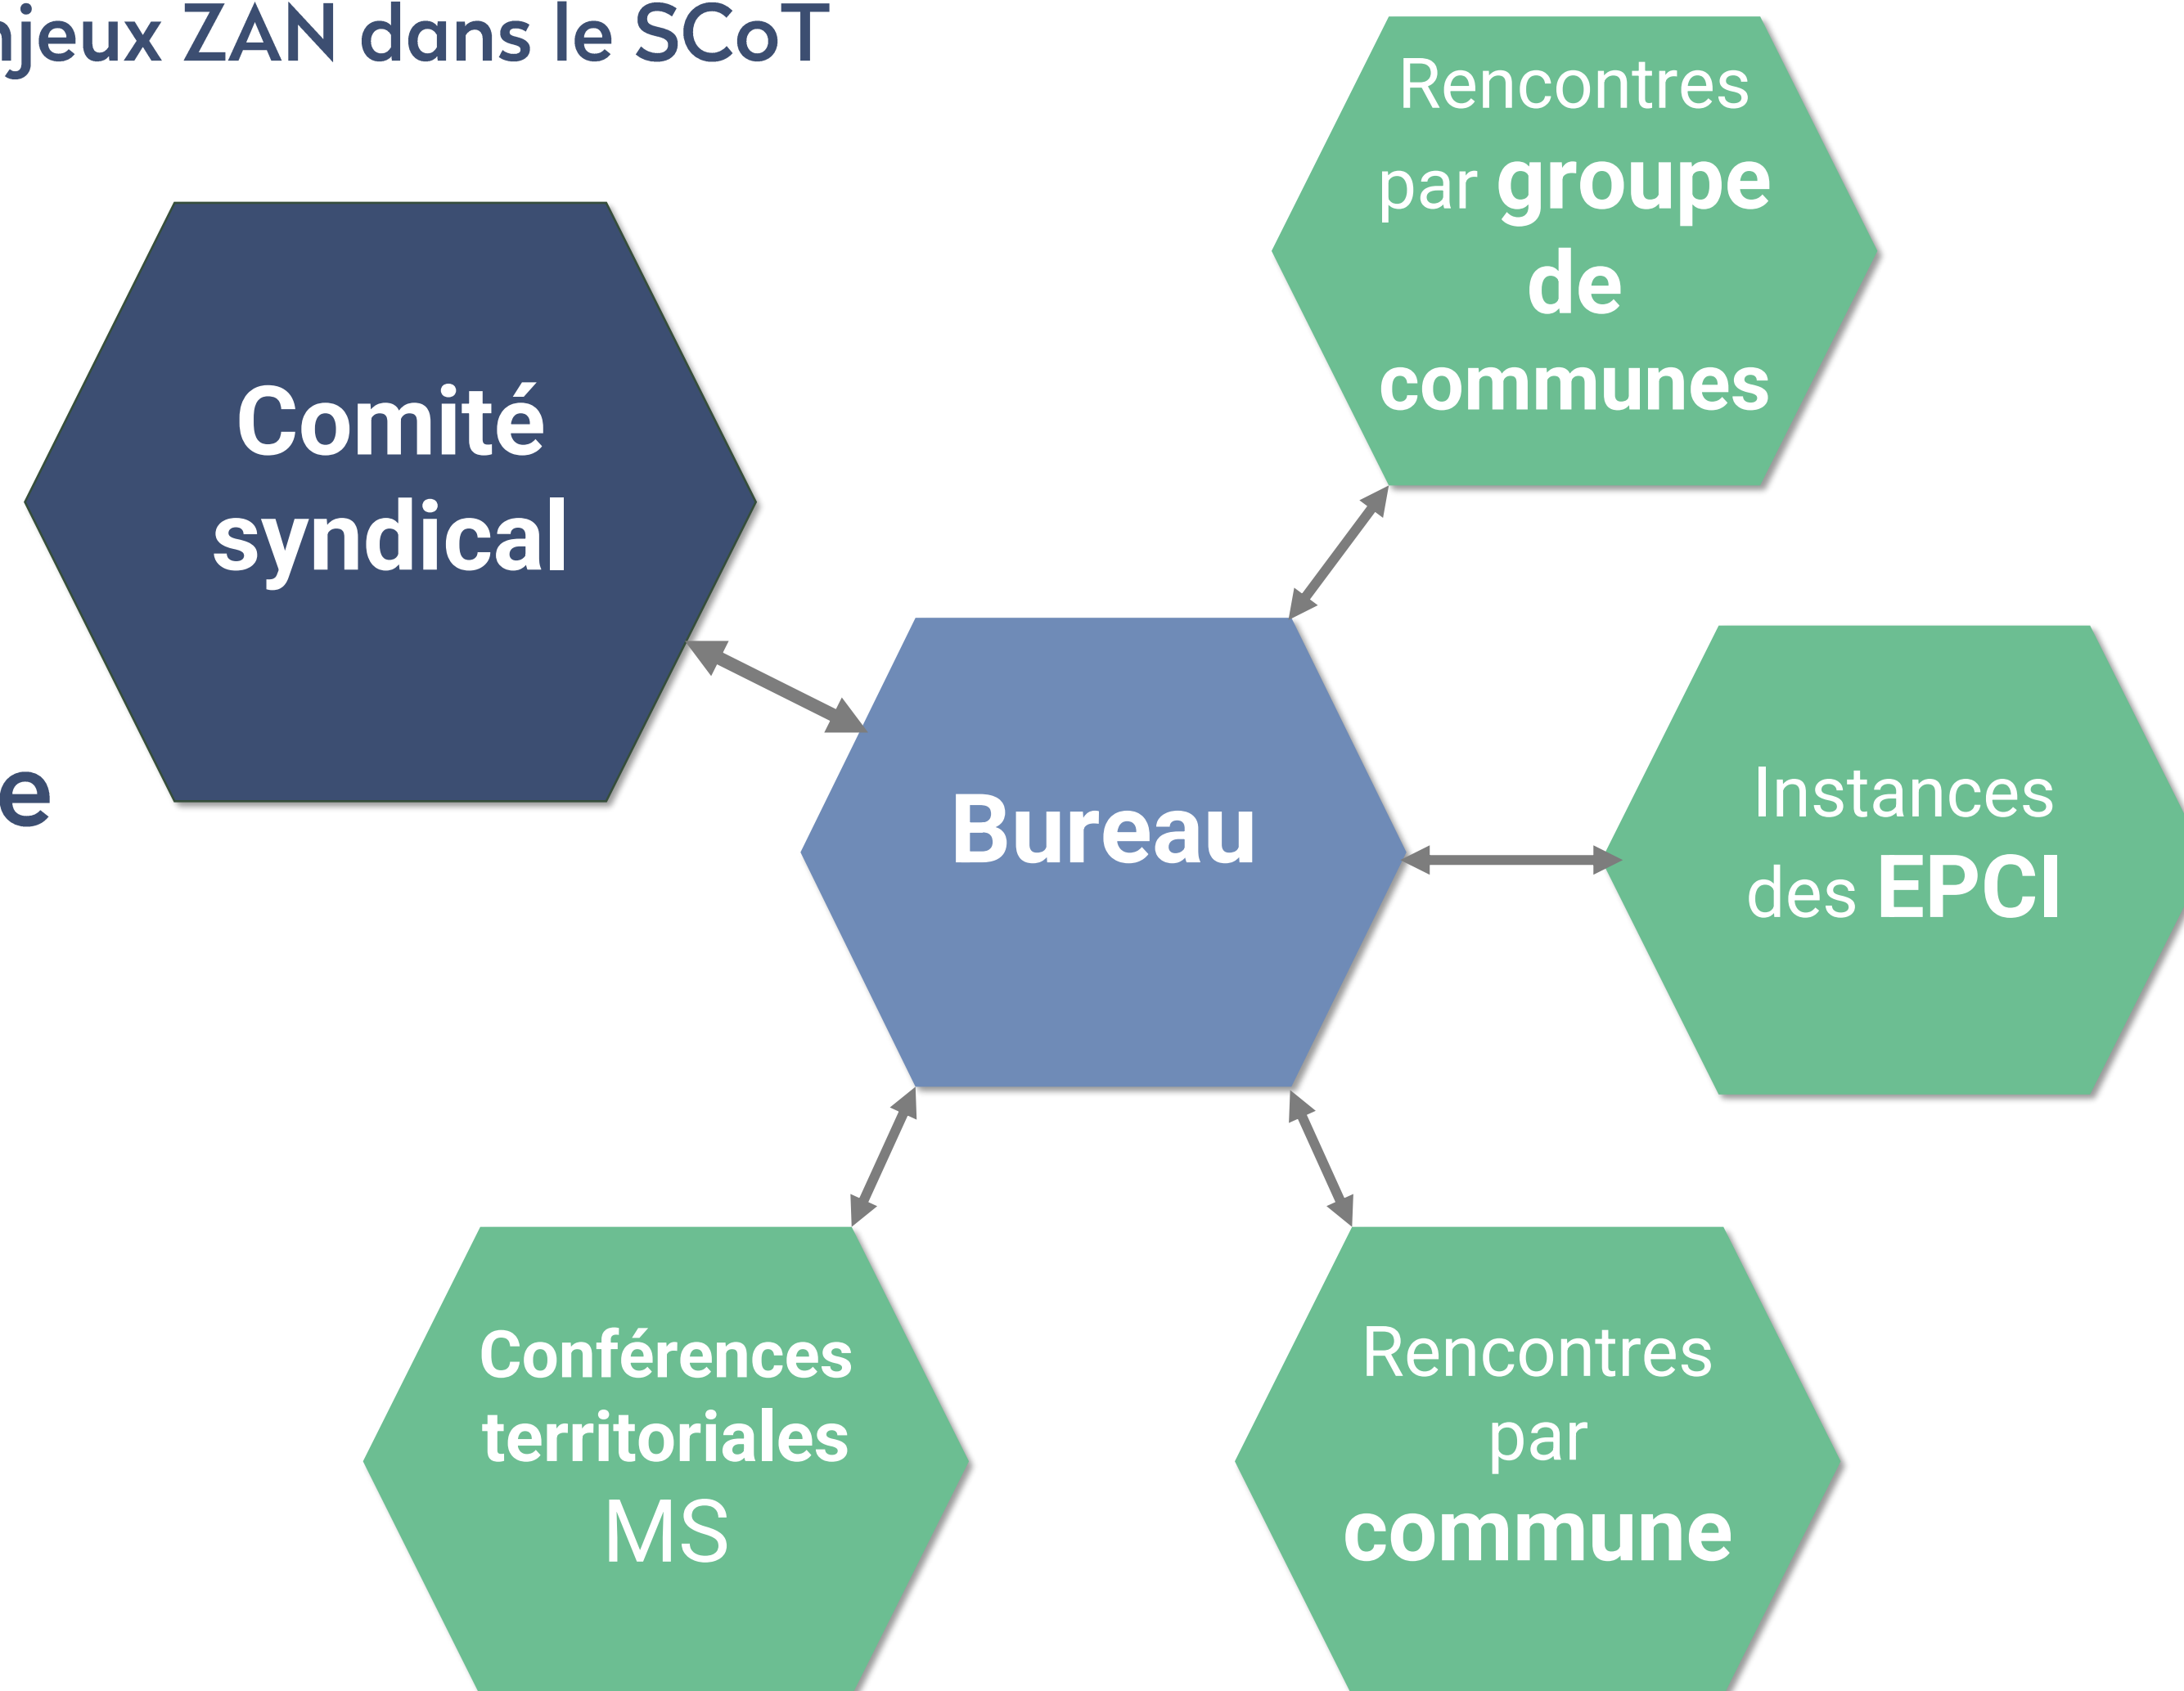 njeux ZAN dans le SCoT
Rencontres
par groupe
de
communes
Comité
syndical
e
Bureau
Instances
des EPCI
Conférences
territoriales
MS
Rencontres
par
commune